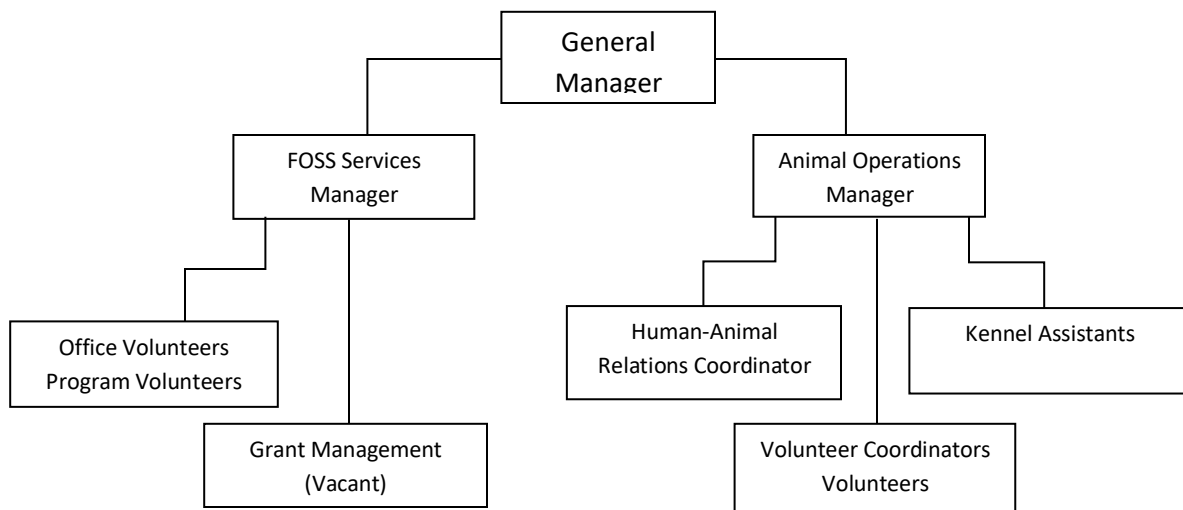 General
Manager
FOSS Services
Manager
Animal Operations
Manager
Office Volunteers
Program Volunteers
Human-Animal
Relations Coordinator
Kennel Assistants
Grant Management
(Vacant)
Volunteer Coordinators
Volunteers